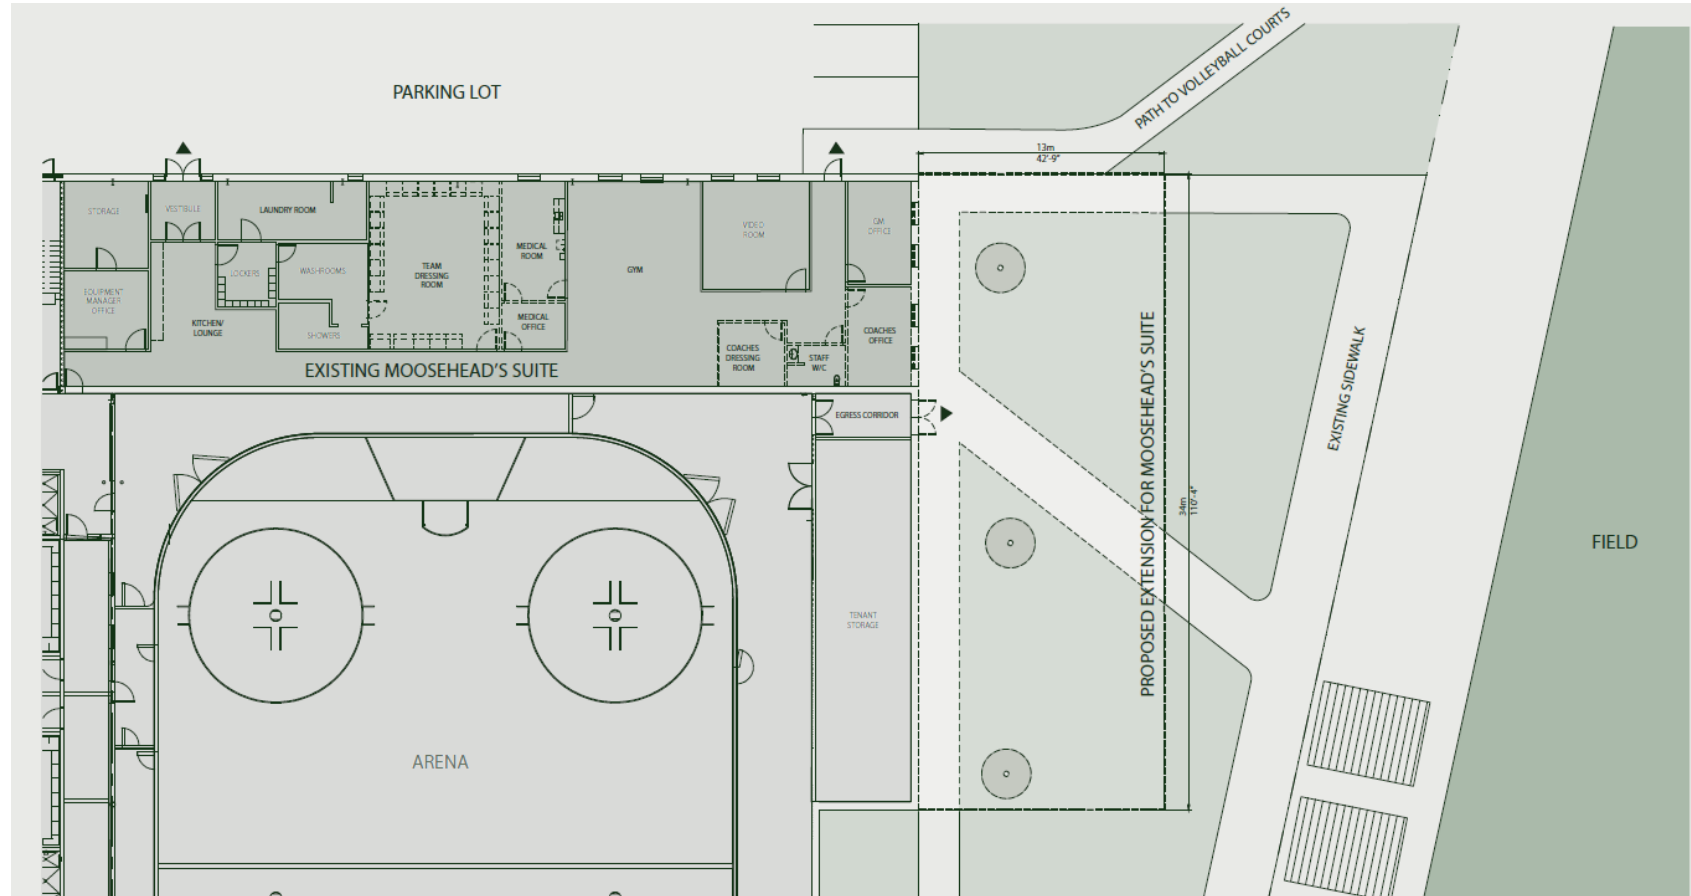 PATH TO VOLLEYBALL COURTS
PARKING LOT
13m
42'-9"
STORAGE
VESTIBULE
LAUNDRY ROOM
VIDEO
ROOM
GM
OFFICE
MEDICAL
ROOM
TEAM
DRESSING
ROOM
GYM
LOCKERS
WASHROOMS
EQUIPMENT
MANAGER
OFFICE
KITCHEN/
LOUNGE
SHOWERS
MEDICAL
OFFICE
COACHES
DRESSING
ROOM
STAFF
W/C
COACHES
OFFICE
EXISTING MOOSEHEAD'S SUITE
EGRESS CORRIDOR
PROPOSED EXTENSION FOR MOOSEHEAD'S SUITE
34m
110'-4"
EXISTING SIDEWALK
FIELD
TENANT
STORAGE
ARENA